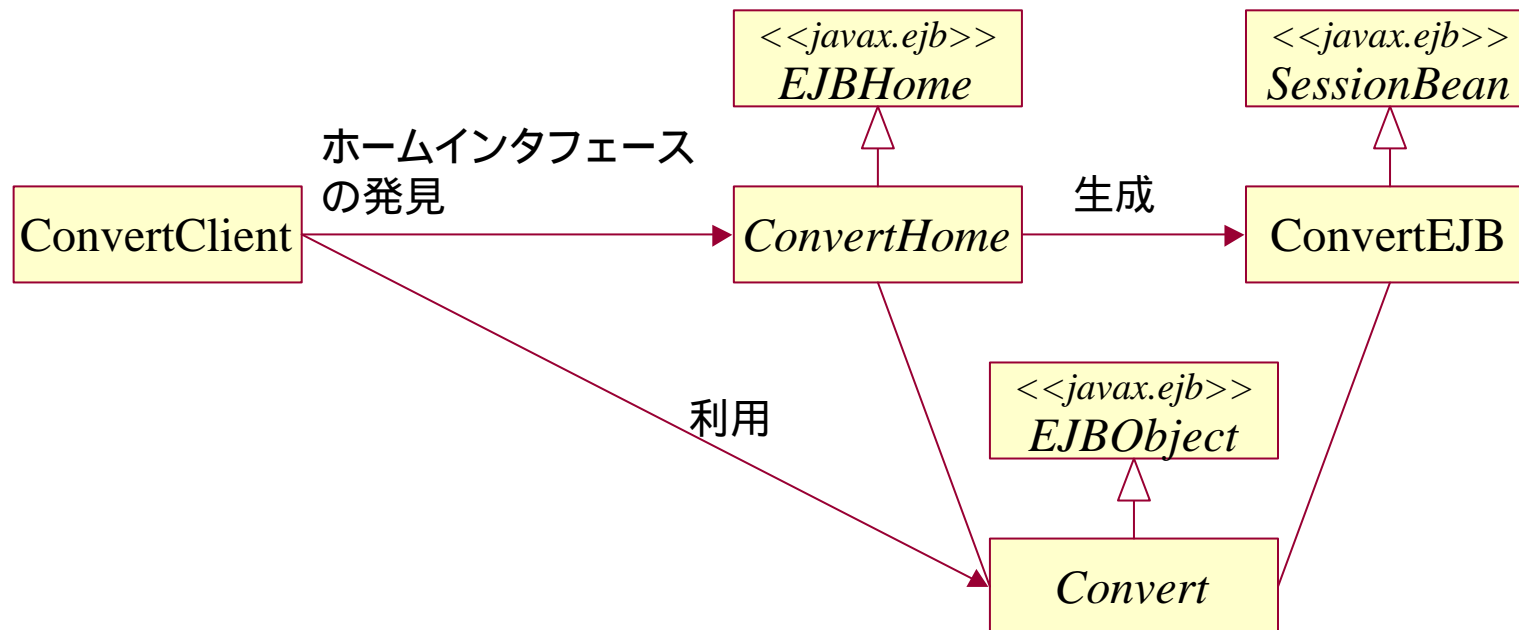 <<javax.ejb>>
EJBHome
<<javax.ejb>>
SessionBean
ホームインタフェース
の発見
生成
ConvertClient
ConvertHome
ConvertEJB
利用
<<javax.ejb>>
EJBObject
Convert